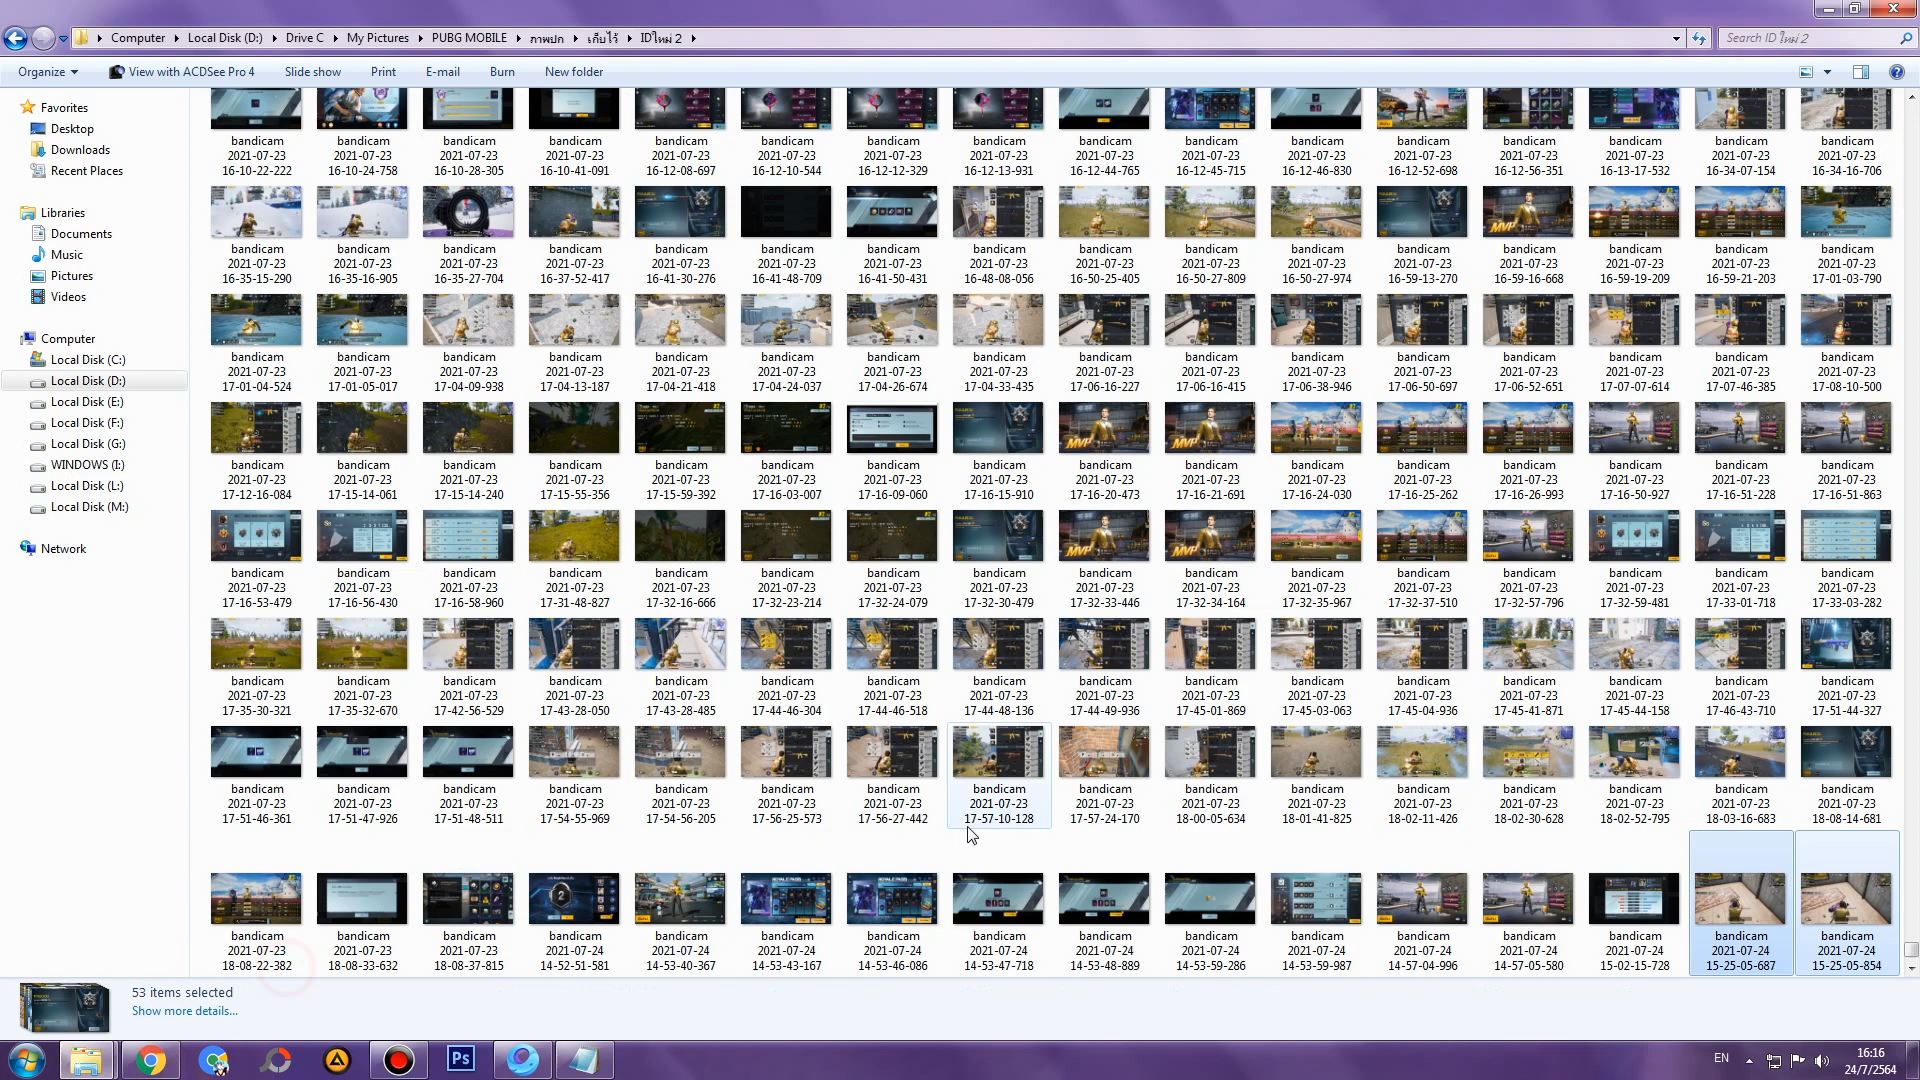 Computer ▸ Local Disk (D:) ▸ Drive C ▸ My Pictures ▸ PUBG MOBILE ▸ ภาพปก ▸ เก็บไว้ ▸ IDใหม่ 2 ▸
Search IDใหม่ 2
Organize View with ACDSee Pro 4 Slide show Print E-mail Burn New folder
Favorites
Desktop
Downloads
Recent Places
Libraries
Documents
Music
Pictures
Videos
Computer
Local Disk (C:)
Local Disk (D:)
Local Disk (E:)
Local Disk (F:)
Local Disk (G:)
WINDOWS (I:)
Local Disk (L:)
Local Disk (M:)
Network
bandicam bandicam bandicam bandicam bandicam bandicam bandicam bandicam bandicam bandicam bandicam bandicam bandicam bandicam bandicam bandicam
2021-07-23 2021-07-23 2021-07-23 2021-07-23 2021-07-23 2021-07-23 2021-07-23 2021-07-23 2021-07-23 2021-07-23 2021-07-23 2021-07-23 2021-07-23 2021-07-23 2021-07-23 2021-07-23
16-10-22-222 16-10-24-758 16-10-28-305 16-10-41-091 16-12-08-697 16-12-10-544 16-12-12-329 16-12-13-931 16-12-44-765 16-12-45-715 16-12-46-830 16-12-52-698 16-12-56-351 16-13-17-532 16-34-07-154 16-34-16-706
bandicam bandicam bandicam bandicam bandicam bandicam bandicam bandicam bandicam bandicam bandicam bandicam bandicam bandicam bandicam bandicam
2021-07-23 2021-07-23 2021-07-23 2021-07-23 2021-07-23 2021-07-23 2021-07-23 2021-07-23 2021-07-23 2021-07-23 2021-07-23 2021-07-23 2021-07-23 2021-07-23 2021-07-23 2021-07-23
16-35-15-290 16-35-16-905 16-35-27-704 16-37-52-417 16-41-30-276 16-41-48-709 16-41-50-431 16-48-08-056 16-50-25-405 16-50-27-809 16-50-27-974 16-59-13-270 16-59-16-668 16-59-19-209 16-59-21-203 17-01-03-790
bandicam bandicam bandicam bandicam bandicam bandicam bandicam bandicam bandicam bandicam bandicam bandicam bandicam bandicam bandicam bandicam
2021-07-23 2021-07-23 2021-07-23 2021-07-23 2021-07-23 2021-07-23 2021-07-23 2021-07-23 2021-07-23 2021-07-23 2021-07-23 2021-07-23 2021-07-23 2021-07-23 2021-07-23 2021-07-23
17-01-04-524 17-01-05-017 17-04-09-938 17-04-13-187 17-04-21-418 17-04-24-037 17-04-26-674 17-04-33-435 17-06-16-227 17-06-16-415 17-06-38-946 17-06-50-697 17-06-52-651 17-07-07-614 17-07-46-385 17-08-10-500
MVP MVP
bandicam bandicam bandicam bandicam bandicam bandicam bandicam bandicam bandicam bandicam bandicam bandicam bandicam bandicam bandicam bandicam
2021-07-23 2021-07-23 2021-07-23 2021-07-23 2021-07-23 2021-07-23 2021-07-23 2021-07-23 2021-07-23 2021-07-23 2021-07-23 2021-07-23 2021-07-23 2021-07-23 2021-07-23 2021-07-23
17-12-16-084 17-15-14-061 17-15-14-240 17-15-55-356 17-15-59-392 17-16-03-007 17-16-09-060 17-16-15-910 17-16-20-473 17-16-21-691 17-16-24-030 17-16-25-262 17-16-26-993 17-16-50-927 17-16-51-228 17-16-51-863
MVP MVP
bandicam bandicam bandicam bandicam bandicam bandicam bandicam bandicam bandicam bandicam bandicam bandicam bandicam bandicam bandicam bandicam
2021-07-23 2021-07-23 2021-07-23 2021-07-23 2021-07-23 2021-07-23 2021-07-23 2021-07-23 2021-07-23 2021-07-23 2021-07-23 2021-07-23 2021-07-23 2021-07-23 2021-07-23 2021-07-23
17-16-53-479 17-16-56-430 17-16-58-960 17-31-48-827 17-32-16-666 17-32-23-214 17-32-24-079 17-32-30-479 17-32-33-446 17-32-34-164 17-32-35-967 17-32-37-510 17-32-57-796 17-32-59-481 17-33-01-718 17-33-03-282
bandicam bandicam bandicam bandicam bandicam bandicam bandicam bandicam bandicam bandicam bandicam bandicam bandicam bandicam bandicam bandicam
2021-07-23 2021-07-23 2021-07-23 2021-07-23 2021-07-23 2021-07-23 2021-07-23 2021-07-23 2021-07-23 2021-07-23 2021-07-23 2021-07-23 2021-07-23 2021-07-23 2021-07-23 2021-07-23
17-35-30-321 17-35-32-670 17-42-56-529 17-43-28-050 17-43-28-485 17-44-46-304 17-44-46-518 17-44-48-136 17-44-49-936 17-45-01-869 17-45-03-063 17-45-04-936 17-45-41-871 17-45-44-158 17-46-43-710 17-51-44-327
bandicam bandicam bandicam bandicam bandicam bandicam bandicam bandicam bandicam bandicam bandicam bandicam bandicam bandicam bandicam bandicam
2021-07-23 2021-07-23 2021-07-23 2021-07-23 2021-07-23 2021-07-23 2021-07-23 2021-07-23 2021-07-23 2021-07-23 2021-07-23 2021-07-23 2021-07-23 2021-07-23 2021-07-23 2021-07-23
17-51-46-361 17-51-47-926 17-51-48-511 17-54-55-969 17-54-56-205 17-56-25-573 17-56-27-442 17-57-10-128 17-57-24-170 18-00-05-634 18-01-41-825 18-02-11-426 18-02-30-628 18-02-52-795 18-03-16-683 18-08-14-681
bandicam bandicam bandicam bandicam bandicam bandicam bandicam bandicam bandicam bandicam bandicam bandicam bandicam bandicam bandicam bandicam
2021-07-23 2021-07-23 2021-07-23 2021-07-24 2021-07-24 2021-07-24 2021-07-24 2021-07-24 2021-07-24 2021-07-24 2021-07-24 2021-07-24 2021-07-24 2021-07-24 2021-07-24 2021-07-24
18-08-22-382 18-08-33-632 18-08-37-815 14-52-51-581 14-53-40-367 14-53-43-167 14-53-46-086 14-53-47-718 14-53-48-889 14-53-59-286 14-53-59-987 14-57-04-996 14-57-05-580 15-02-15-728 15-25-05-687 15-25-05-854
53 items selected
Show more details...
Ps
EN
16:16
24/7/2564